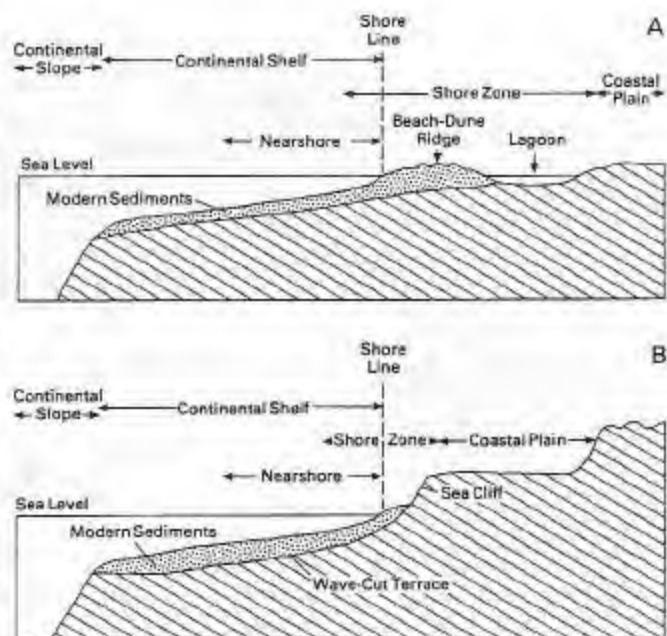 A
Shore
Line
Continental
Slope
Continental Shelf
Shore Zone
Coastal
Plain
Beach-Dune
Ridge
Nearshore
Lagoon
Sea Level
Modern Sediments
B
Shore
Line
Continental
Slope
Continental Shelf
Shore Zone
Coastal Plain
Nearshore
Sea Cliff
Sea Level
Modern Sediments
Wave-Cut Terrace